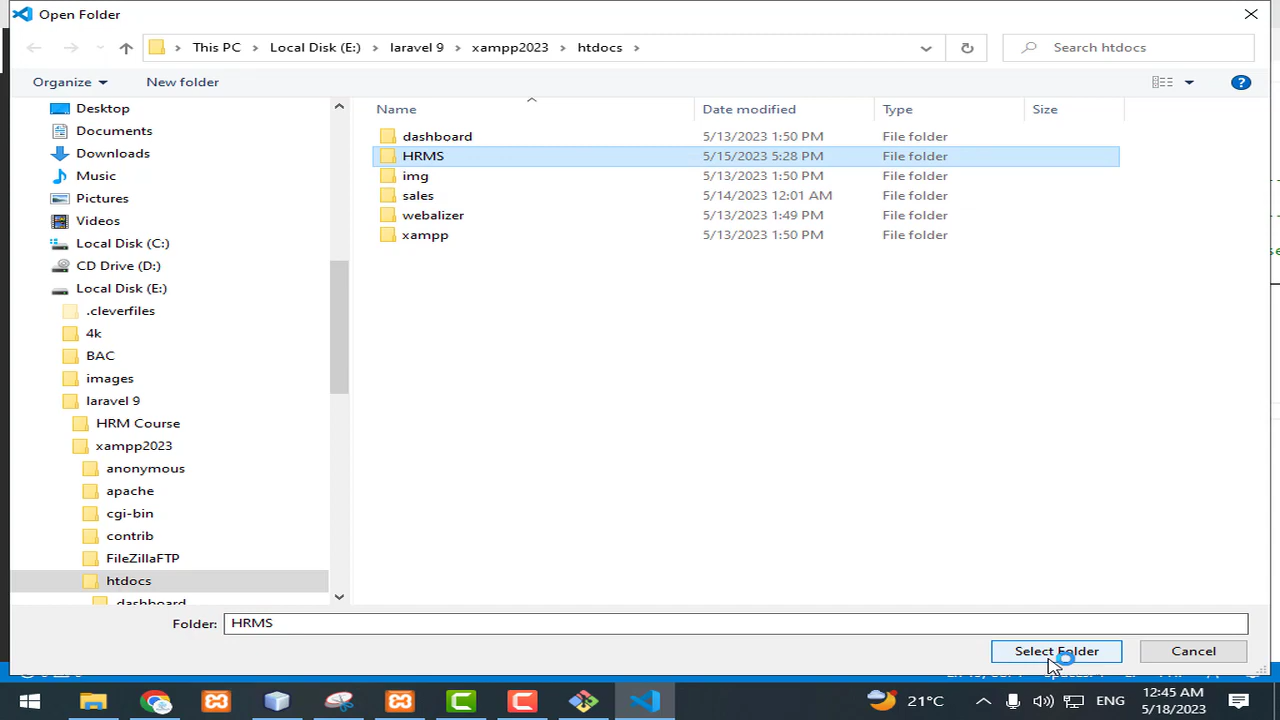 Open Folder
This PC > Local Disk (E:) > laravel 9 > xampp2023 > htdocs >
Search htdocs
Organize
New folder
Name
Date modified
Type
Size
Desktop
Documents
Downloads
Music
Pictures
Videos
Local Disk (C:)
CD Drive (D:)
Local Disk (E:)
.cleverfiles
4k
BAC
images
laravel 9
HRM Course
xampp2023
anonymous
apache
cgi-bin
contrib
FileZillaFTP
htdocs
dashboard
dashboard 5/13/2023 1:50 PM File folder
HRMS 5/15/2023 5:28 PM File folder
img 5/13/2023 1:50 PM File folder
sales 5/14/2023 12:01 AM File folder
webalizer 5/13/2023 1:49 PM File folder
xampp 5/13/2023 1:50 PM File folder
Folder: HRMS
Select Folder
Cancel
21°C
ENG
12:45 AM
5/18/2023